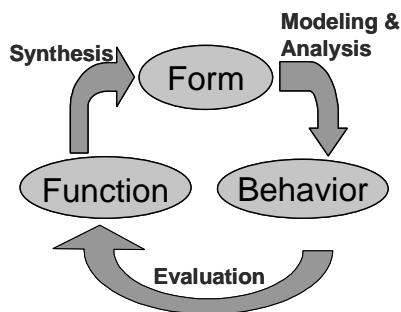 Modeling &
Analysis
Synthesis
Form
Function
Behavior
Evaluation